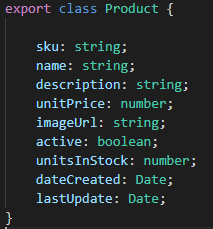 export class Product {
sku: string;
name: string;
description: string;
unitPrice: number;
imageUrl: string;
active: boolean;
unitsInStock: number;
dateCreated: Date;
lastUpdate: Date;
}